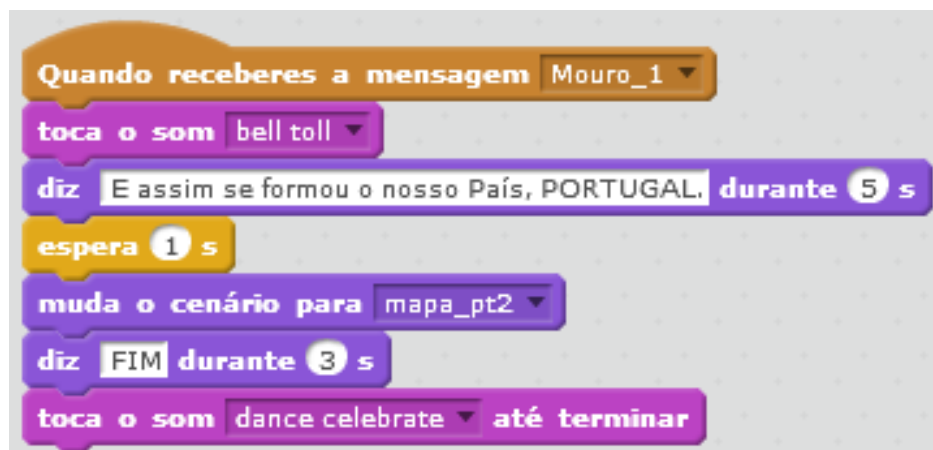 Quando receberes a mensagem Mouro_1
toca o som bell toll
diz E assim se formou o nosso País, PORTUGAL. durante 5 s
espera 1 s
muda o cenário para mapa_pt2
diz FIM durante 3 s
toca o som dance celebrate até terminar